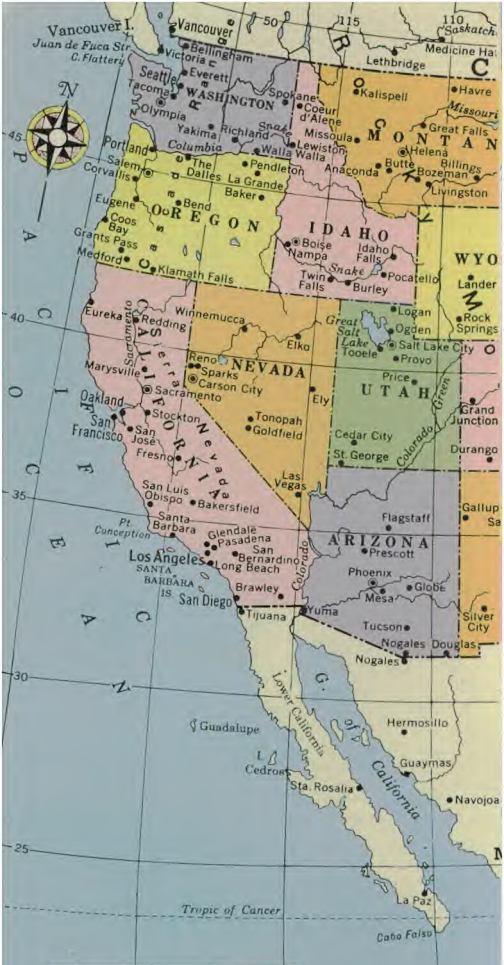 Vancouver I.
Vancouver
50
115
110
Saskatch
Juan de Fuca Str.
C. Flattery
Victoria
Bellingham
Medicine Ha
Lethbridge
R
C
N
Seattle
Everett
Tacoma
WASHINGTON
Olympia
Spokane
Coeur
d'Alene
Kalispell
Havre
Missouri
O
MONTAN
Great Falls
Missoula
Helena
Yakima
Richland
Snake
Lewiston
Walla Walla
Butte
Billings
Anaconda
Bozeman
Livingston
45
P
Portland
Columbia
Salem
The
Dalles
Pendleton
La Grande
Corvallis
Baker
Eugene
Bend
Cascade
Range
OREGON
IDAHO
Coos
Bay
Grants Pass
Medford
Klamath Falls
Boise
Nampa
Idaho
Falls
Snake
Twin
Falls
Burley
Pocatello
WYO
Lander
Rock
Springs
A
C
I
F
I
C
40
Eureka
Redding
Sacramento
Winnemucca
Elko
Great
Salt
Lake
Logan
Ogden
Salt Lake City
Tooele
Provo
CALIFORNIA
Sierra
Nevada
Marysville
Reno
Sparks
Carson City
NEVADA
Ely
UTAH
Price
Green
Colorado
Grand
Junction
Durango
Sacramento
Oakland
San
Francisco
Stockton
San
José
Fresno
Tonopah
Goldfield
Cedar City
St. George
O
C
E
A
N
35
San Luis
Obispo
Bakersfield
Las
Vegas
Pt.
Conception
Santa
Barbara
Glendale
Pasadena
San
Bernardino
Los Angeles
Long Beach
SANTA
BARBARA
IS.
Colorado
Flagstaff
ARIZONA
Prescott
Gallup
Sa
Phoenix
Mesa
Globe
Silver
City
San Diego
Brawley
Tijuana
Yuma
Tucson
Nogales
Douglas
Nogales
30
Lower California
G. of California
Hermosillo
Guadalupe
I.
Cedros
Sta. Rosalía
Guaymas
Navojoa
25
La Paz
Tropic of Cancer
Cabo Falso